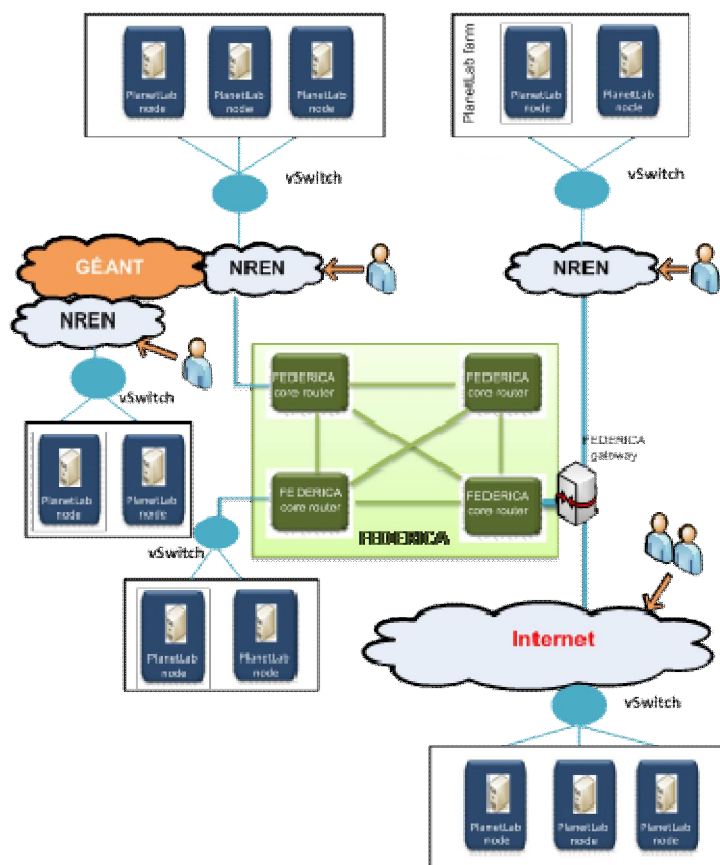 PlanetLab
node
PlanetLab
node
PlanetLab
node
PlanetLab farm
PlanetLab
node
PlanetLab
node
vSwitch
vSwitch
GÉANT
NREN
NREN
NREN
vSwitch
FEDERICA
core router
FEDERICA
core router
FEDERICA
gateway
PlanetLab
node
PlanetLab
node
FEDERICA
core router
FEDERICA
core router
FEDERICA
vSwitch
PlanetLab
node
PlanetLab
node
Internet
vSwitch
PlanetLab
node
PlanetLab
node
PlanetLab
node